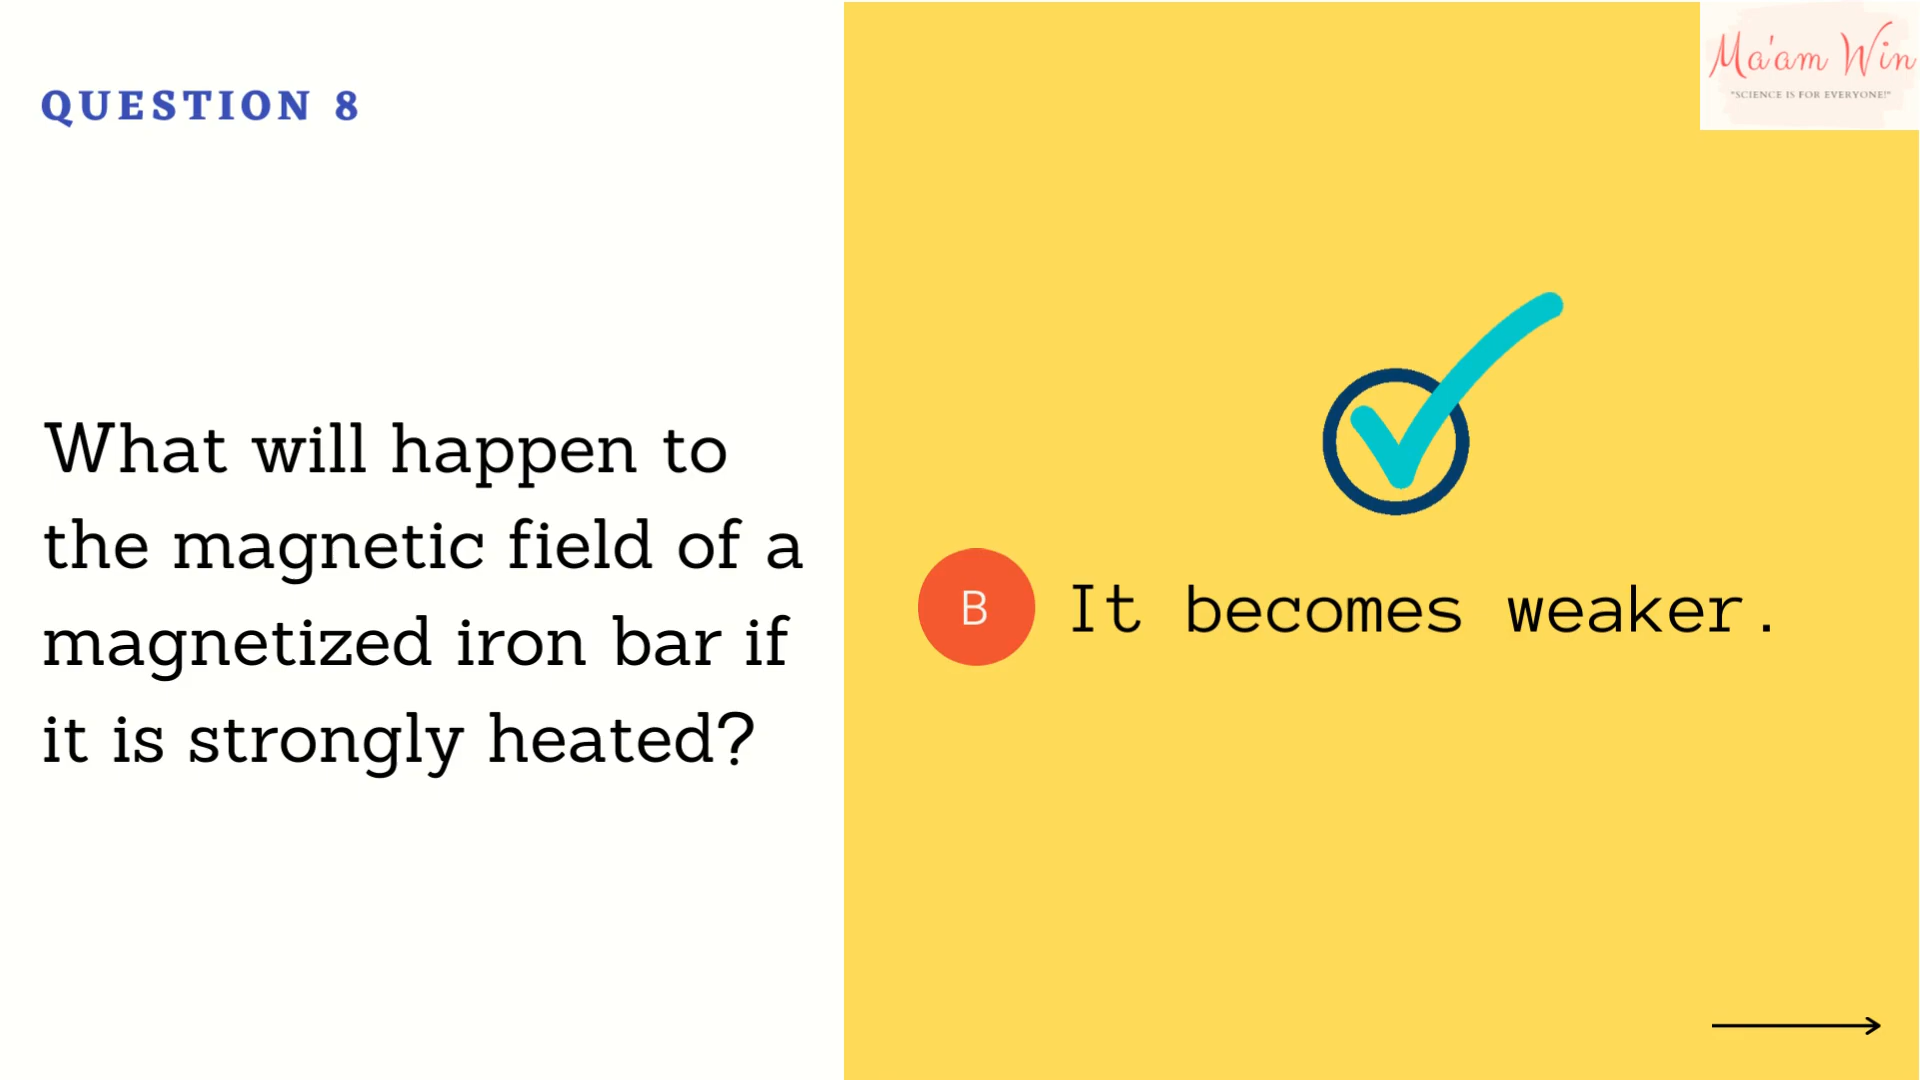 QUESTION 8
What will happen to
the magnetic field of a
magnetized iron bar if
it is strongly heated?
Ma'am Win
"SCIENCE IS FOR EVERYONE!"
B It becomes weaker.